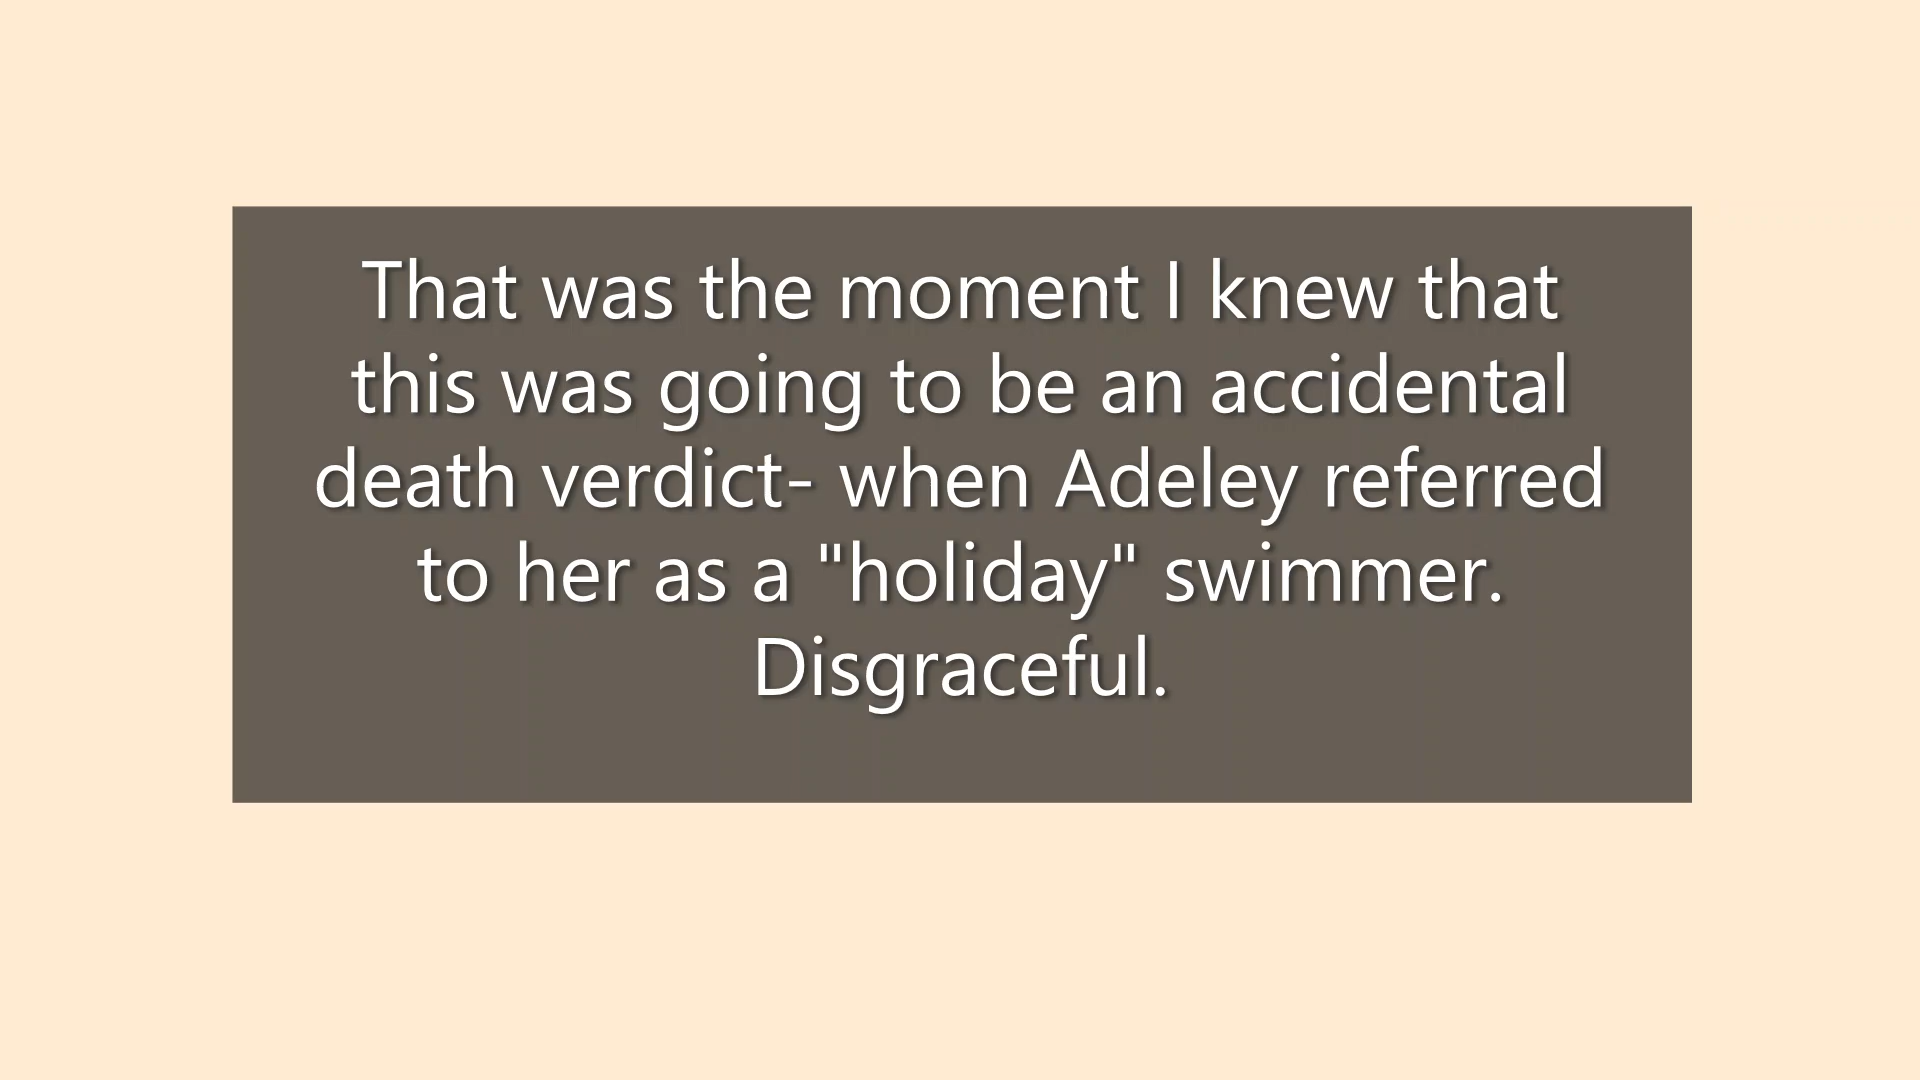 That was the moment I knew that
this was going to be an accidental
death verdict- when Adeley referred
to her as a "holiday" swimmer.
Disgraceful.